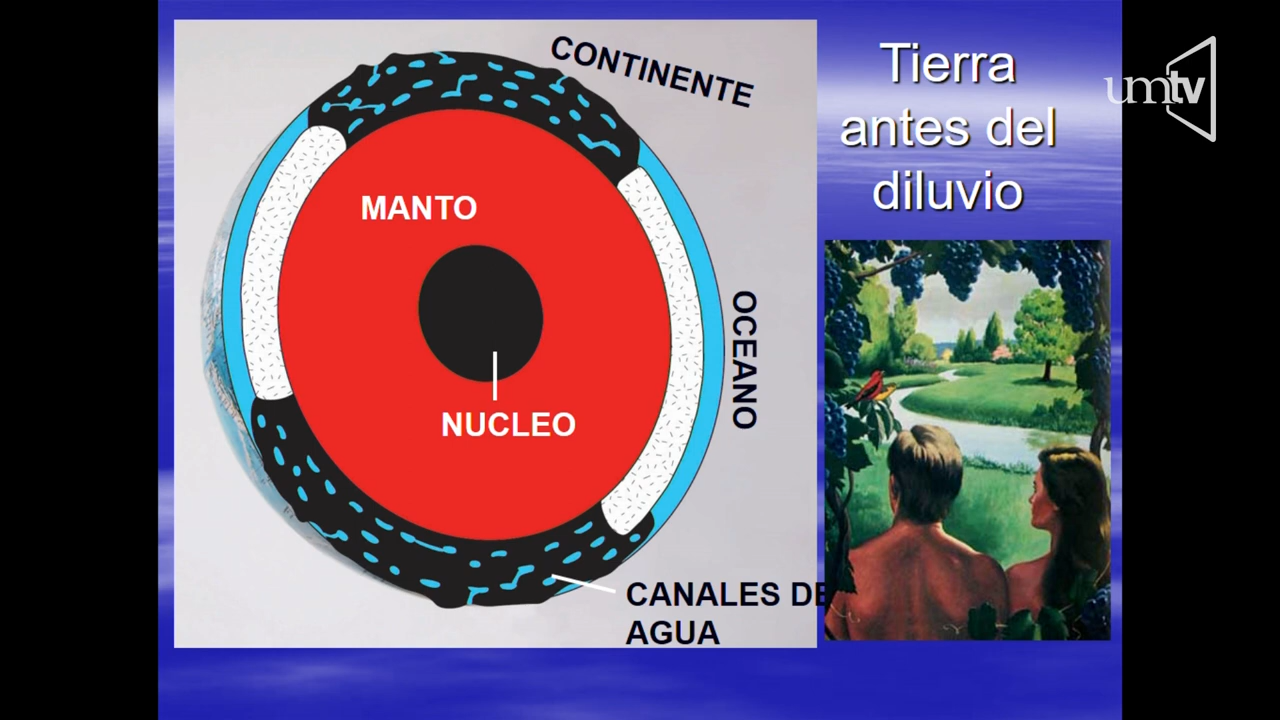 CONTINENTE
Tierra
antes del
diluvio
umtv
MANTO
NUCLEO
OCEANO
CANALES DE
AGUA